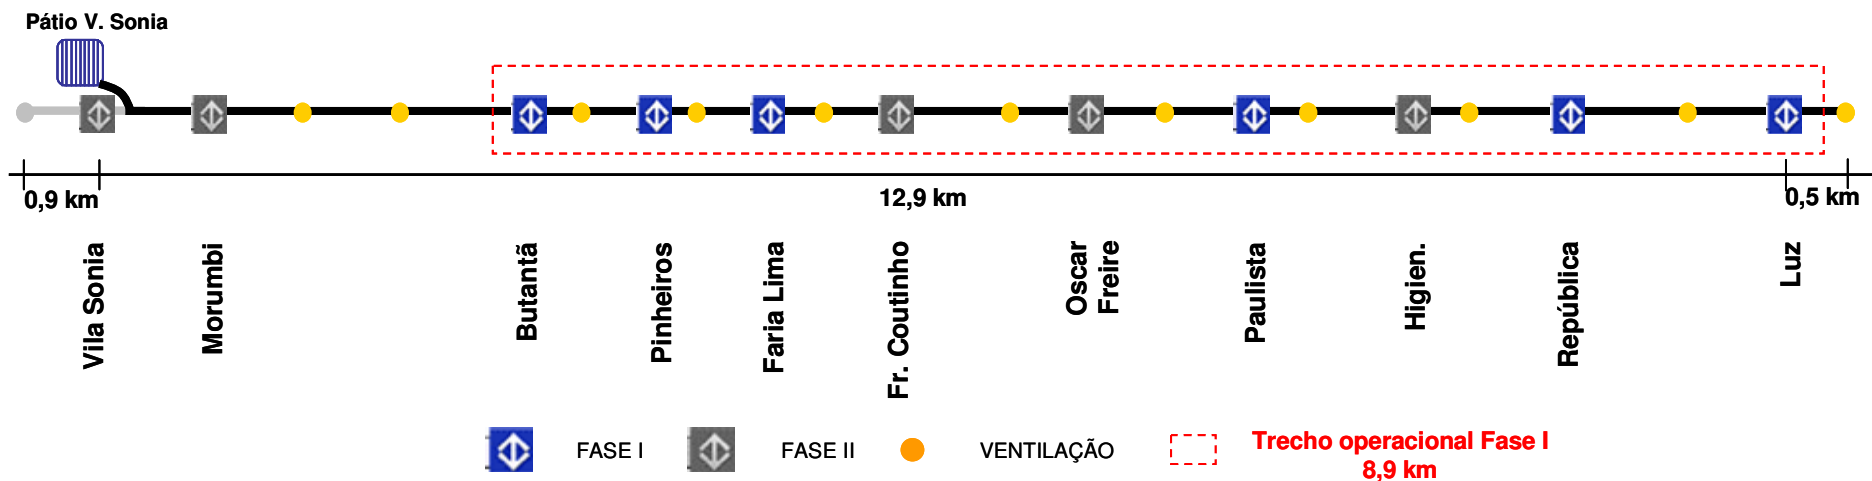 Pátio V. Sonia
0,9 km
12,9 km
0,5 km
Vila Sonia
Morumbi
Butantã
Pinheiros
Faria Lima
Fr. Coutinho
Oscar
Freire
Paulista
Higien.
República
Luz
FASE I
FASE II
VENTILAÇÃO
Trecho operacional Fase I
8,9 km